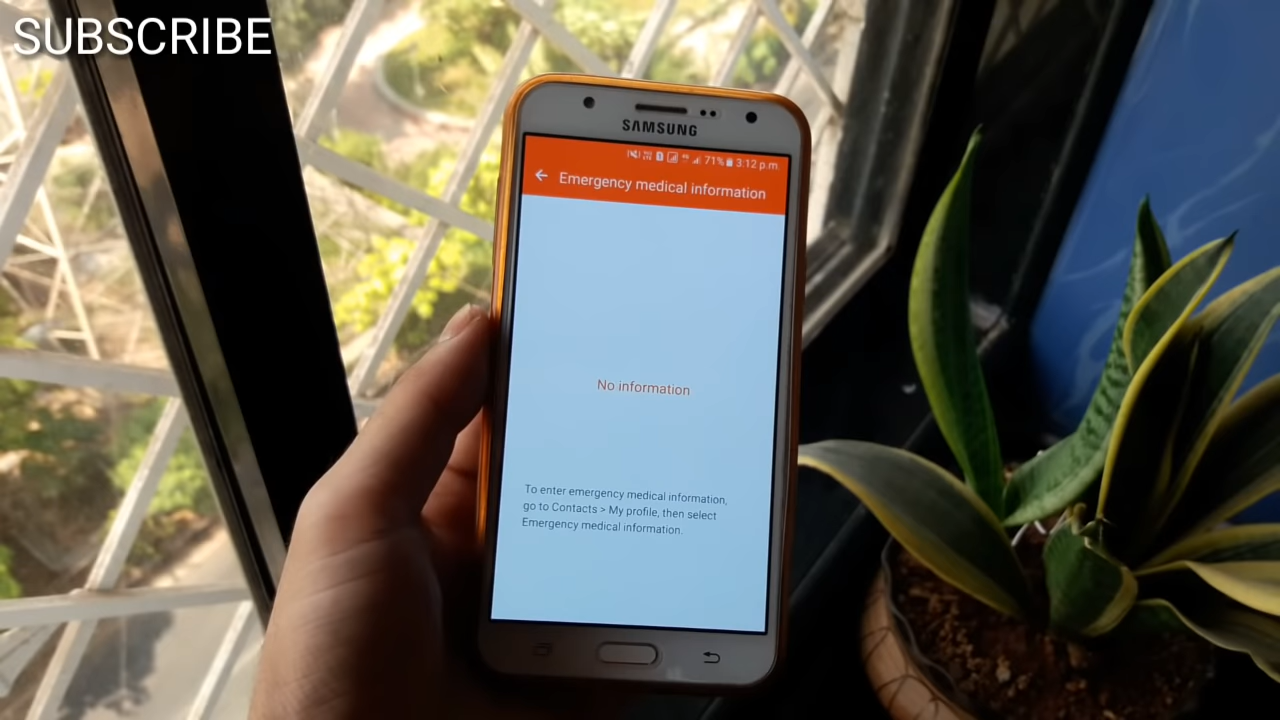 SUBSCRIBE
SAMSUNG
71% 3:12 p.m.
Emergency medical information
No information
To enter emergency medical information,
go to Contacts > My profile, then select
Emergency medical information.